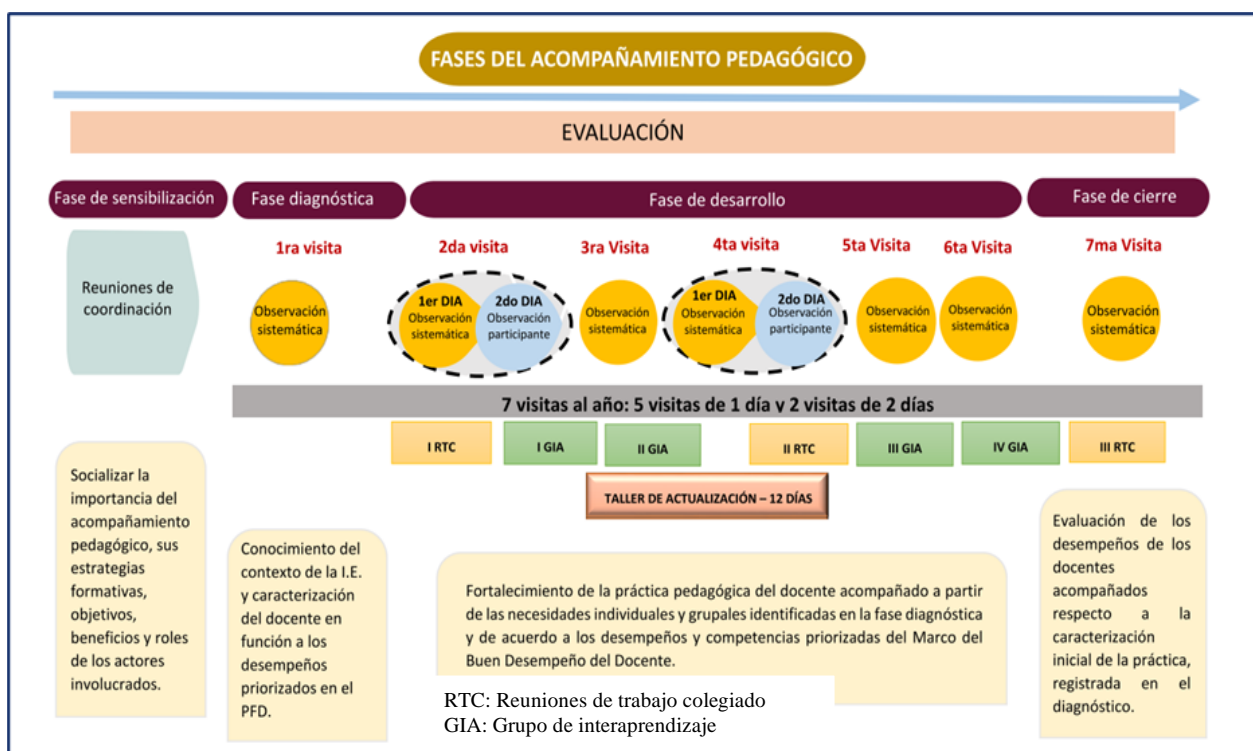 FASES DEL ACOMPAÑAMIENTO PEDAGÓGICO
EVALUACIÓN
Fase de sensibilización
Fase diagnóstica
Fase de desarrollo
Fase de cierre
Reuniones de
coordinación
1ra visita
2da visita
3ra Visita
4ta visita
5ta Visita
6ta Visita
7ma Visita
Observación
sistemática
1er DIA
Observación
sistemática
2do DIA
Observación
participante
Observación
sistemática
1er DIA
Observación
sistemática
2do DIA
Observación
participante
Observación
sistemática
Observación
sistemática
Observación
sistemática
7 visitas al año: 5 visitas de 1 día y 2 visitas de 2 días
I RTC
I GIA
II GIA
II RTC
III GIA
IV GIA
III RTC
TALLER DE ACTUALIZACIÓN – 12 DÍAS
Socializar la
importancia del
acompañamiento
pedagógico, sus
estrategias
formativas,
objetivos,
beneficios y roles
de los actores
involucrados.
Conocimiento del
contexto de la I.E.
y caracterización
del docente en
función a los
desempeños
priorizados en el
PFD.
Fortalecimiento de la práctica pedagógica del docente acompañado a partir
de las necesidades individuales y grupales identificadas en la fase diagnóstica
y de acuerdo a los desempeños y competencias priorizadas del Marco del
Buen Desempeño del Docente.
RTC: Reuniones de trabajo colegiado
GIA: Grupo de interaprendizaje
Evaluación de los
desempeños de los
docentes
acompañados
respecto a la
caracterización
inicial de la práctica,
registrada en el
diagnóstico.